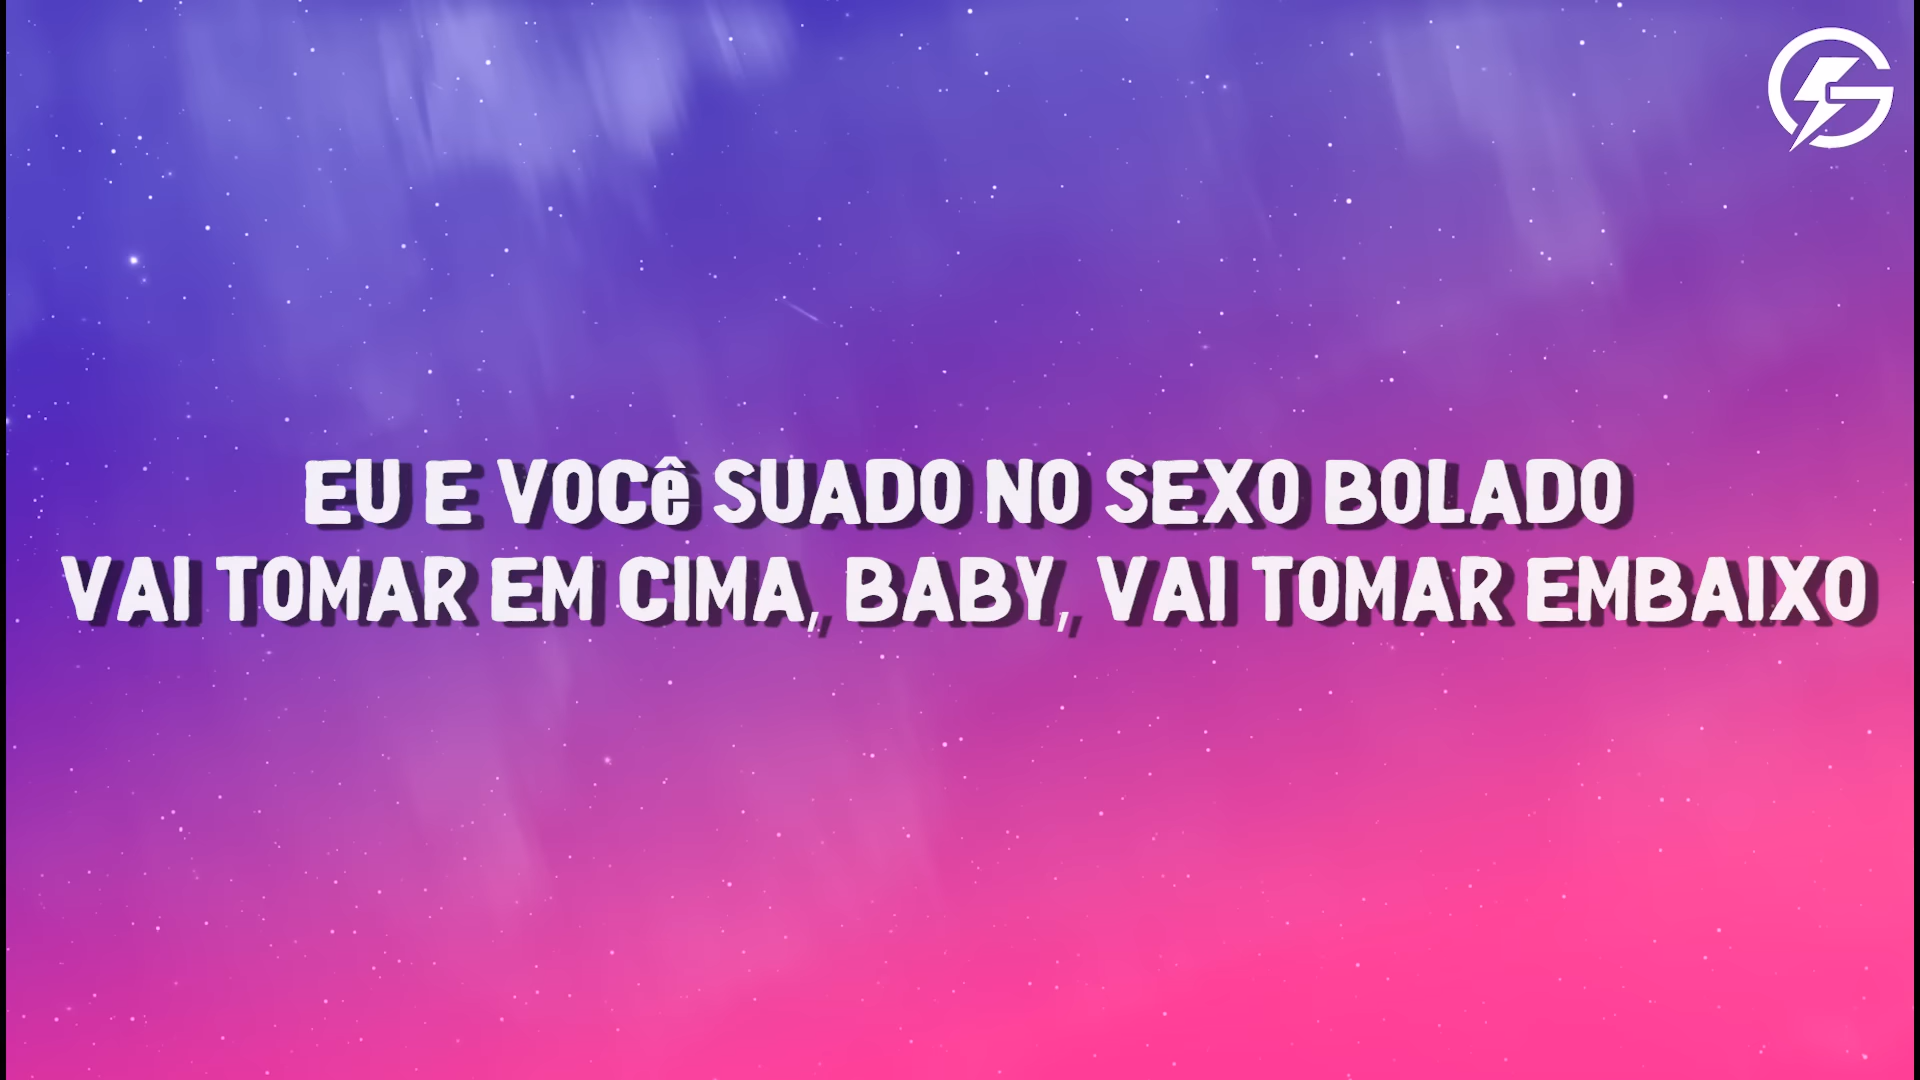 EU E VOCê SUADO NO SEXO BOLADO
VAI TOMAR EM CIMA, BABY, VAI TOMAR EMBAIXO